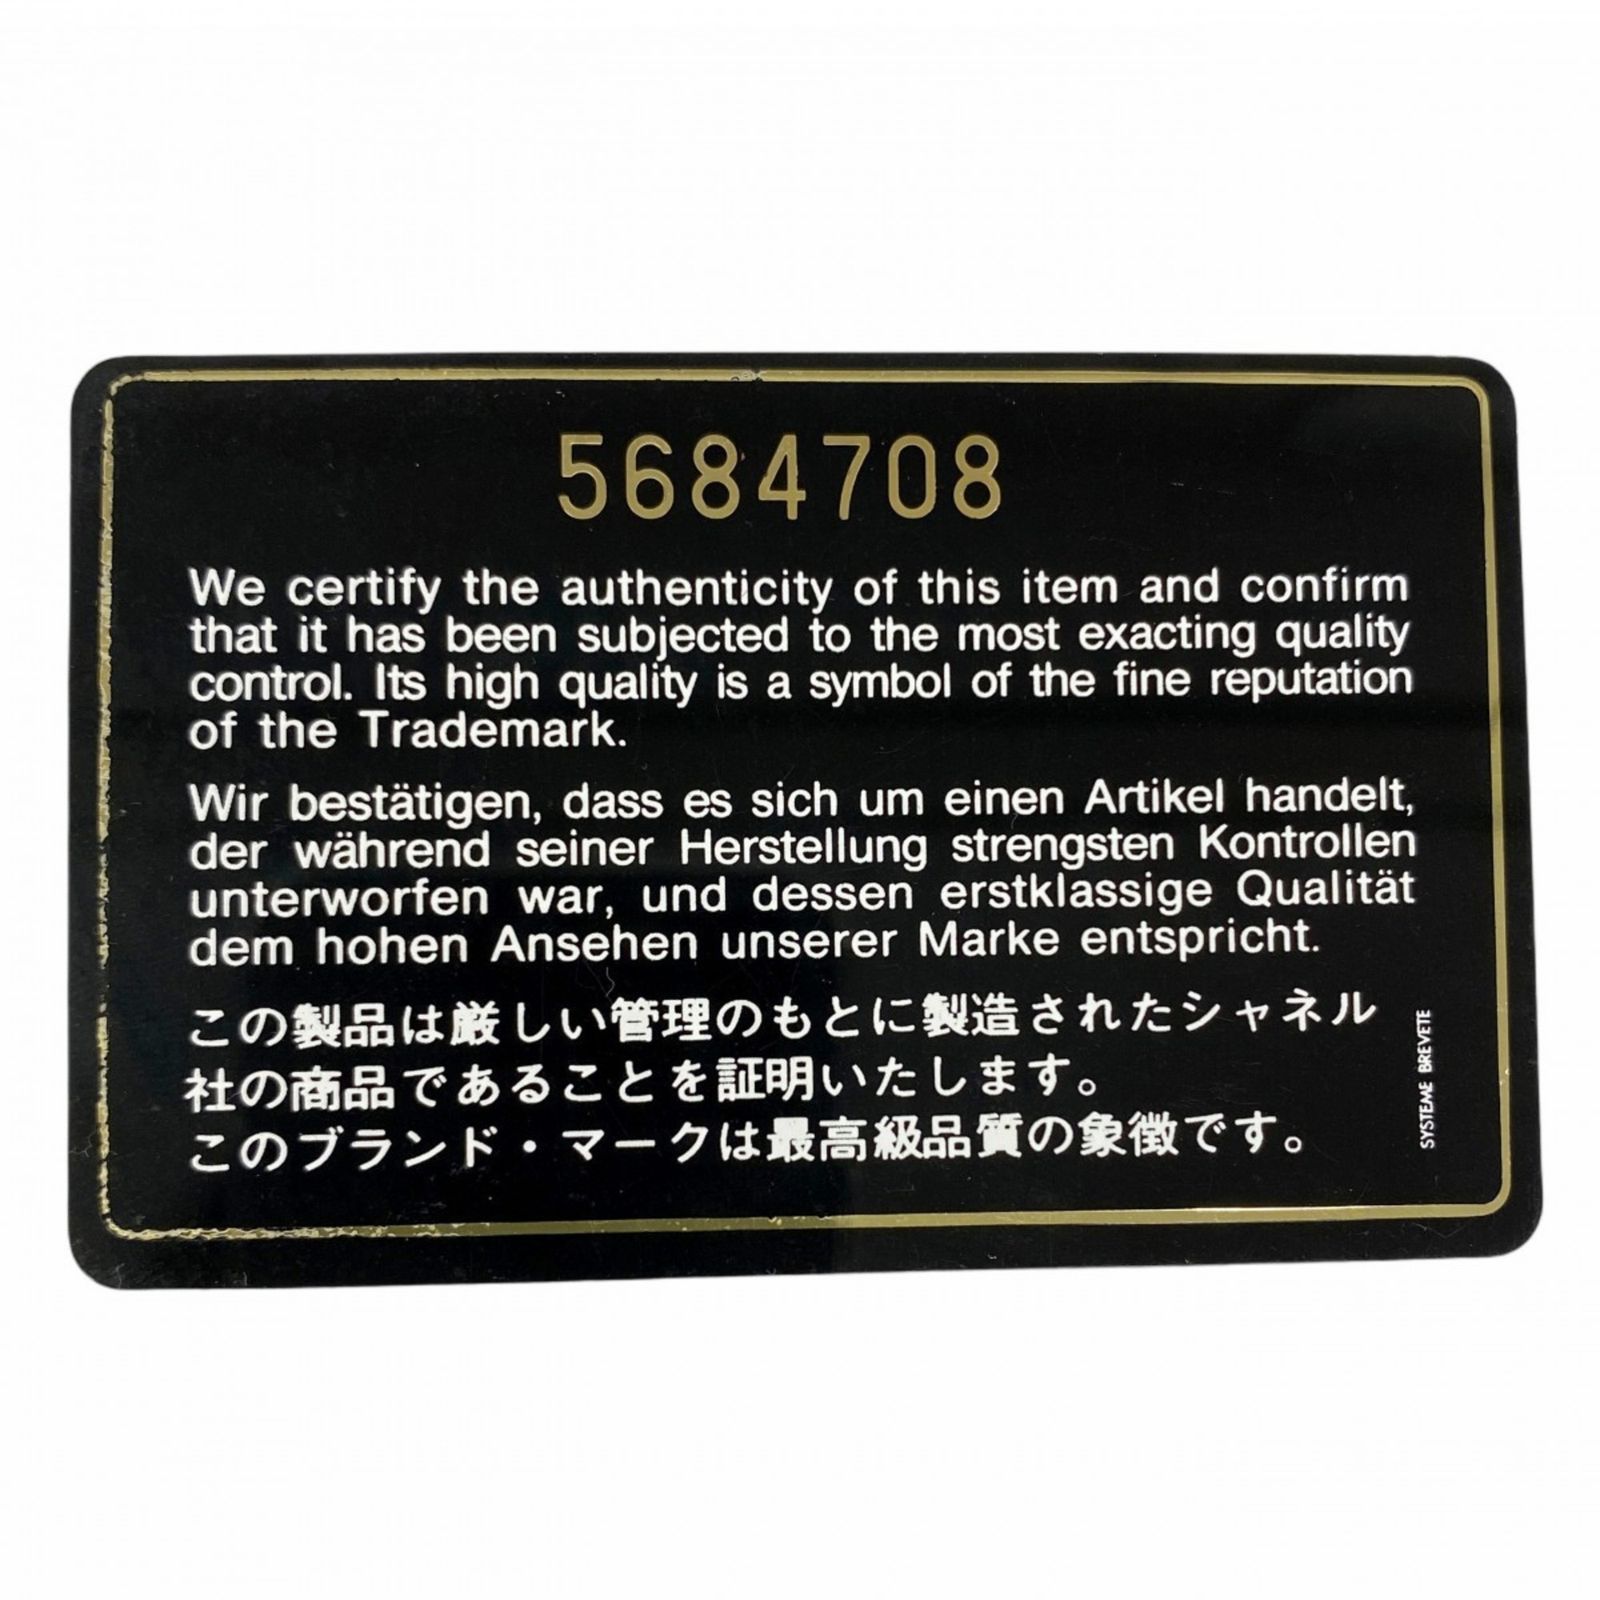 5684708
We certify the authenticity of this item and confirm
that it has been subjected to the most exacting quality
control. Its high quality is a symbol of the fine reputation
of the Trademark.
Wir bestätigen, dass es sich um einen Artikel handelt,
der während seiner Herstellung strengsten Kontrollen
unterworfen war, und dessen erstklassige Qualität
dem hohen Ansehen unserer Marke entspricht.
この製品は厳しい管理のもとに製造されたシャネル
社の商品であることを証明いたします。
このブランド・マークは最高級品質の象徴です。
SYSTEME BREVETE